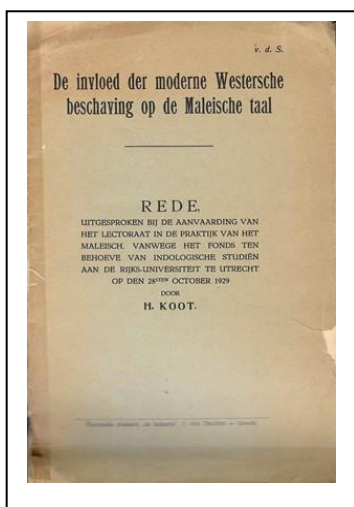 v. d. S.
De invloed der moderne Westersche
beschaving op de Maleische taal
REDE,
UITGESPROKEN BIJ DE AANVAARDING VAN
HET LECTORAAT IN DE PRAKTIJK VAN HET
MALEISCH, VANWEGE HET FONDS TEN
BEHOEVE VAN INDOLOGISCHE STUDIËN
AAN DE RIJKS-UNIVERSITEIT TE UTRECHT
OP DEN 28STEN OCTOBER 1929
DOOR
H. KOOT.